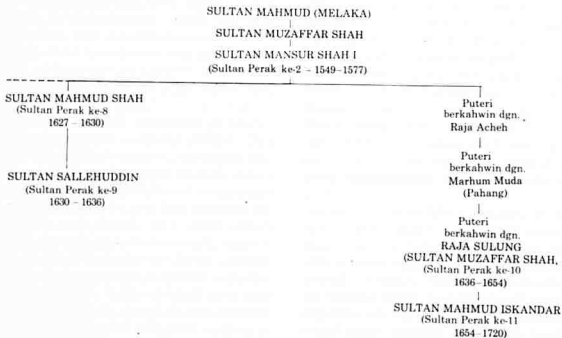 SULTAN MAHMUD (MELAKA)
SULTAN MUZAFFAR SHAH
SULTAN MANSUR SHAH I
(Sultan Perak ke-2 – 1549–1577)
SULTAN MAHMUD SHAH
(Sultan Perak ke-8
1627 – 1630)
SULTAN SALLEHUDDIN
(Sultan Perak ke-9
1630 – 1636)
Puteri
berkahwin dgn.
Raja Acheh
Puteri
berkahwin dgn.
Marhum Muda
(Pahang)
Puteri
berkahwin dgn.
RAJA SULUNG
(SULTAN MUZAFFAR SHAH,
(Sultan Perak ke-10
1636–1654)
SULTAN MAHMUD ISKANDAR
(Sultan Perak ke-11
1654–1720)